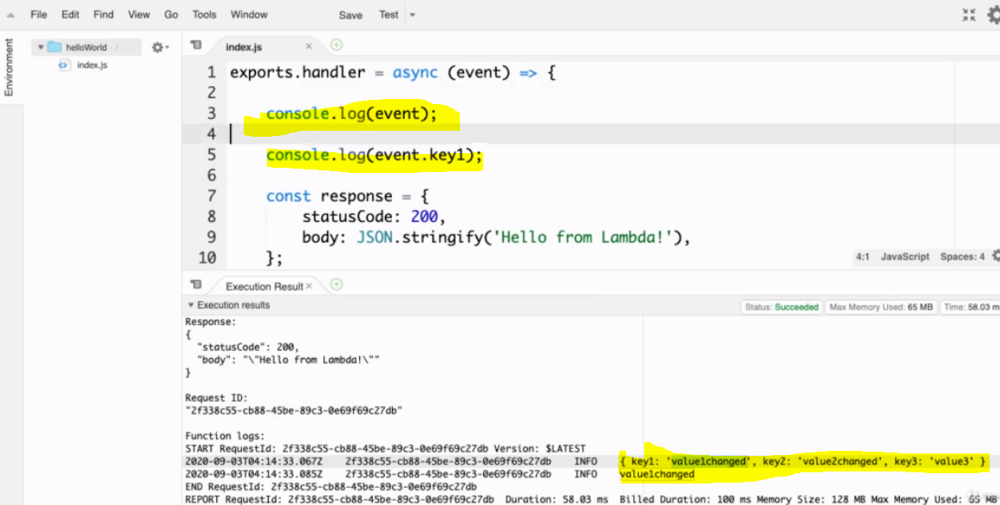 File Edit Find View Go Tools Window Save Test
Environment
helloWorld - /
index.js
index.js
1 exports.handler = async (event) => {
2
3 console.log(event);
4
5 console.log(event.key1);
6
7 const response = {
8 statusCode: 200,
9 body: JSON.stringify('Hello from Lambda!'),
10 };
4:1 JavaScript Spaces: 4
Execution Result
Execution results
Status: Succeeded Max Memory Used: 65 MB Time: 58.03 m
Response:
{
"statusCode": 200,
"body": "\"Hello from Lambda!\""
}
Request ID:
"2f338c55-cb88-45be-89c3-0e69f69c27db"
Function logs:
START RequestId: 2f338c55-cb88-45be-89c3-0e69f69c27db Version: $LATEST
2020-09-03T04:14:33.067Z 2f338c55-cb88-45be-89c3-0e69f69c27db INFO { key1: 'value1changed', key2: 'value2changed', key3: 'value3' }
2020-09-03T04:14:33.085Z 2f338c55-cb88-45be-89c3-0e69f69c27db INFO value1changed
END RequestId: 2f338c55-cb88-45be-89c3-0e69f69c27db
REPORT RequestId: 2f338c55-cb88-45be-89c3-0e69f69c27db Duration: 58.03 ms Billed Duration: 100 ms Memory Size: 128 MB Max Memory Used: 65 MB